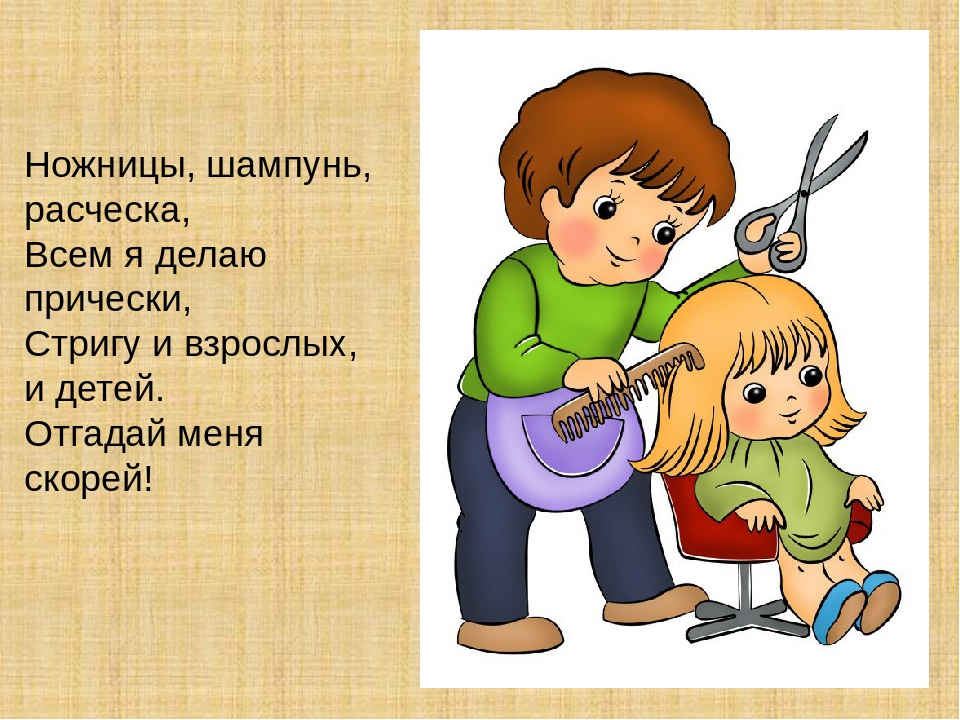 Ножницы, шампунь,
расческа,
Всем я делаю
прически,
Стригу и взрослых,
и детей.
Отгадай меня
скорей!